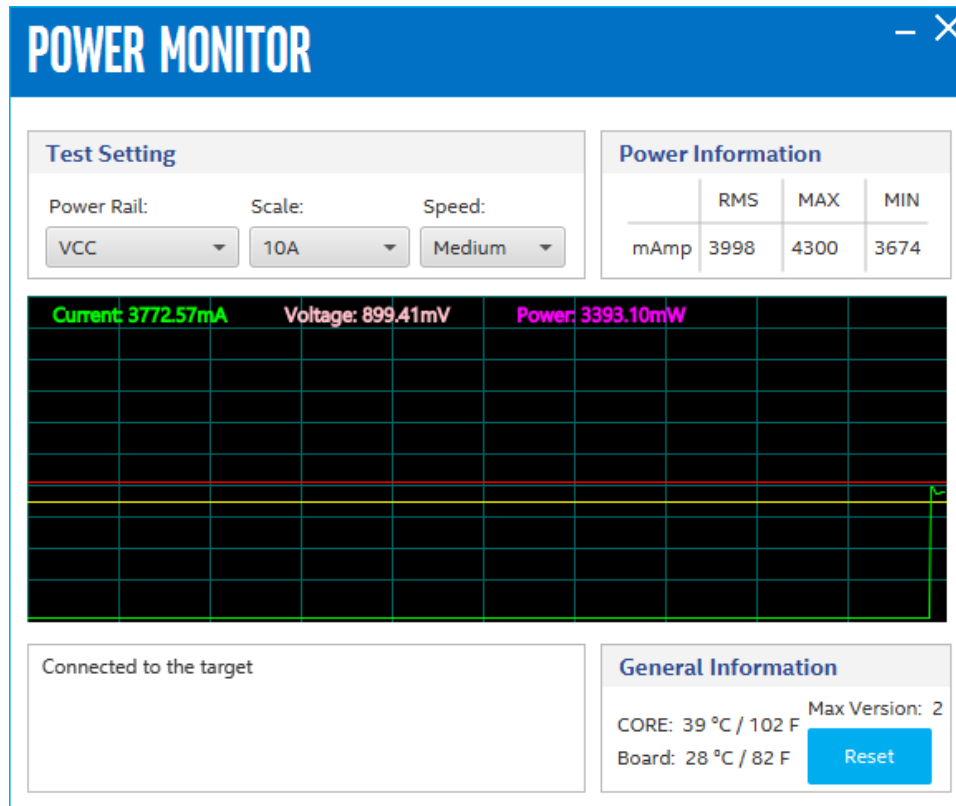 POWER MONITOR
Test Setting
Power Rail: Scale: Speed:
VCC 10A Medium
Power Information
RMS MAX MIN
mAmp 3998 4300 3674
Current: 3772.57mA Voltage: 899.41mV Power: 3393.10mW
Connected to the target
General Information
Max Version: 2
CORE: 39 ºC / 102 F
Board: 28 ºC / 82 F
Reset